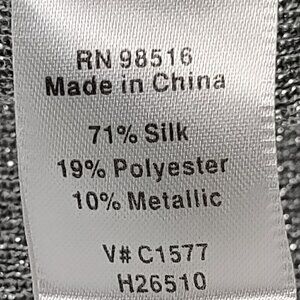 RN 98516
Made in China
71% Silk
19% Polyester
10% Metallic
V# C1577
H26510